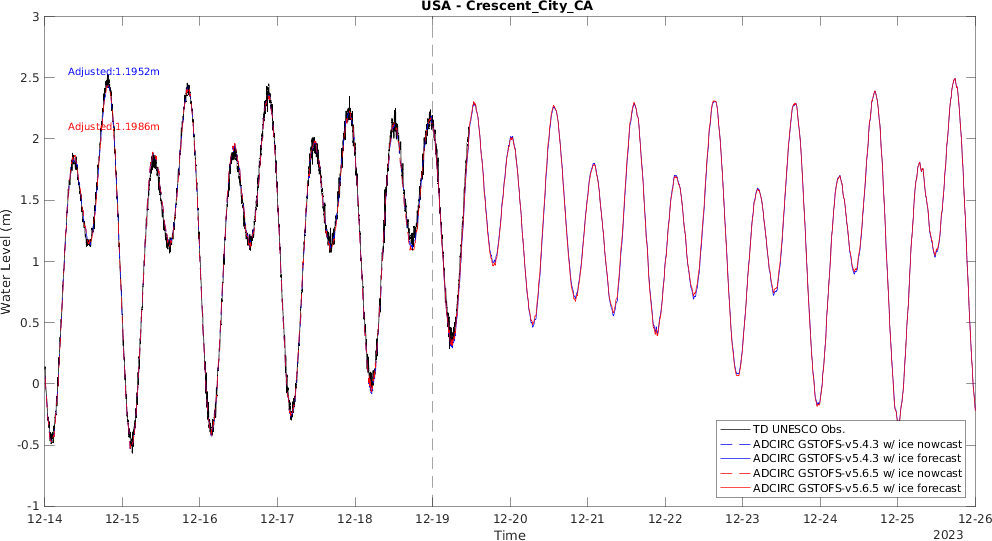 USA - Crescent_City_CA
3
2.5
2
1.5
1
0.5
0
-0.5
-1
Water Level (m)
Adjusted:1.1952m
Adjusted:1.1986m
TD UNESCO Obs.
ADCIRC GSTOFS-v5.4.3 w/ ice nowcast
ADCIRC GSTOFS-v5.4.3 w/ ice forecast
ADCIRC GSTOFS-v5.6.5 w/ ice nowcast
ADCIRC GSTOFS-v5.6.5 w/ ice forecast
12-14 12-15 12-16 12-17 12-18 12-19 12-20 12-21 12-22 12-23 12-24 12-25 12-26
Time
2023